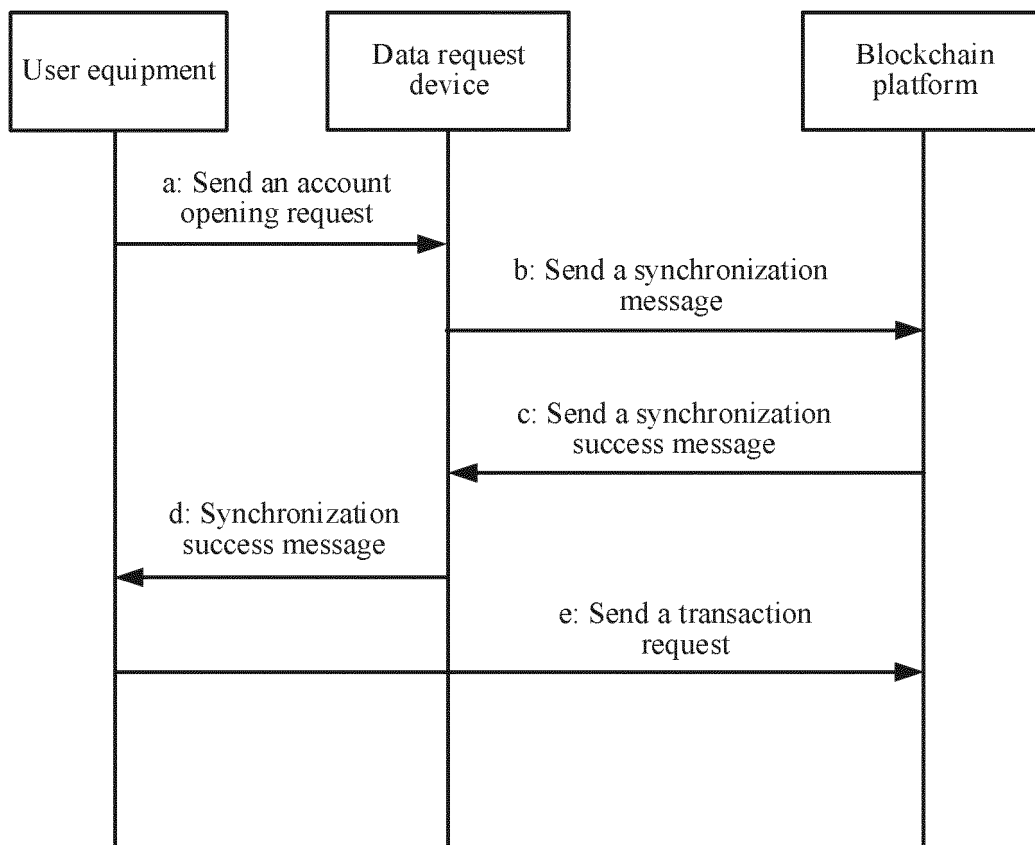 User equipment
Data request
device
Blockchain
platform
a: Send an account
opening request
b: Send a synchronization
message
c: Send a synchronization
success message
d: Synchronization
success message
e: Send a transaction
request